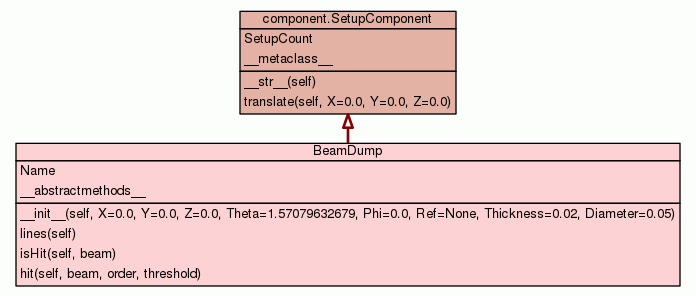 component.SetupComponent
SetupCount
__metaclass__
__str__(self)
translate(self, X=0.0, Y=0.0, Z=0.0)
BeamDump
Name
__abstractmethods__
__init__(self, X=0.0, Y=0.0, Z=0.0, Theta=1.57079632679, Phi=0.0, Ref=None, Thickness=0.02, Diameter=0.05)
lines(self)
isHit(self, beam)
hit(self, beam, order, threshold)